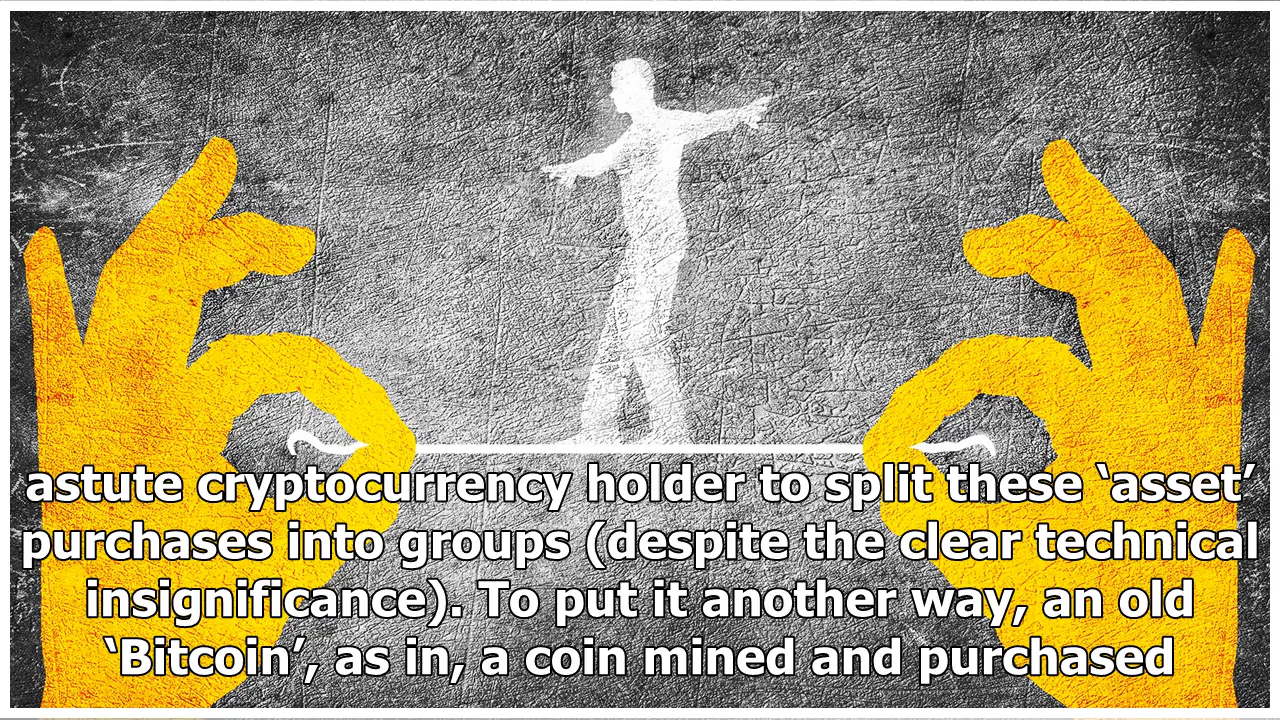 astute cryptocurrency holder to split these ‘asset’
purchases into groups (despite the clear technical
insignificance). To put it another way, an old
‘Bitcoin’, as in, a coin mined and purchased